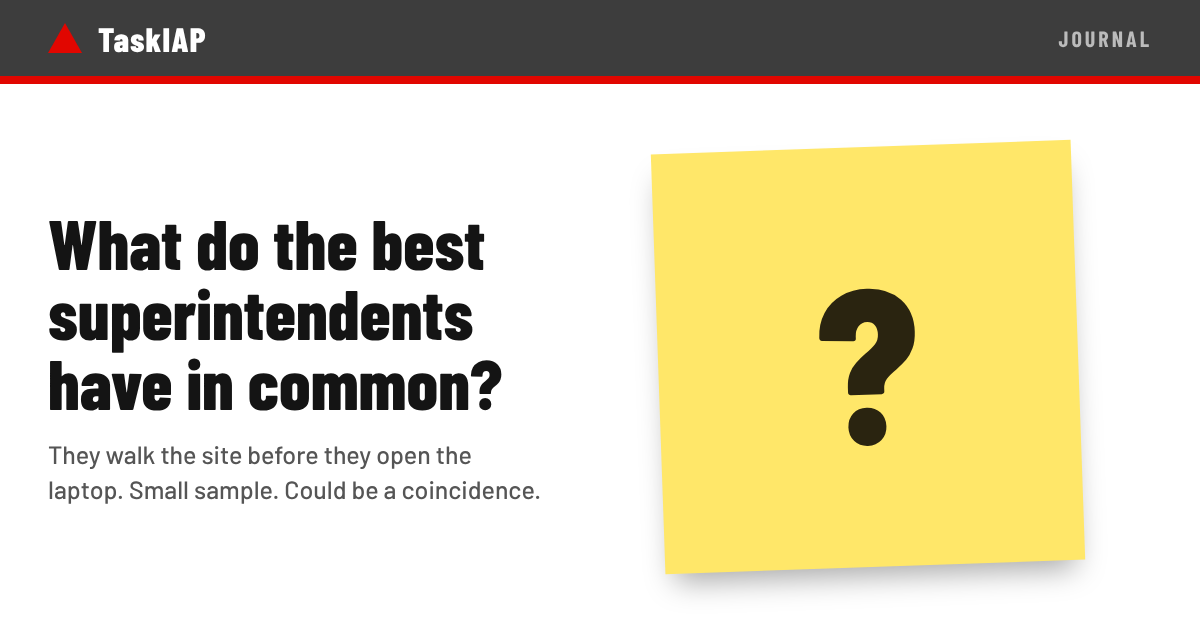 TaskIAP
JOURNAL
What do the best
superintendents
have in common?
They walk the site before they open the
laptop. Small sample. Could be a coincidence.
?